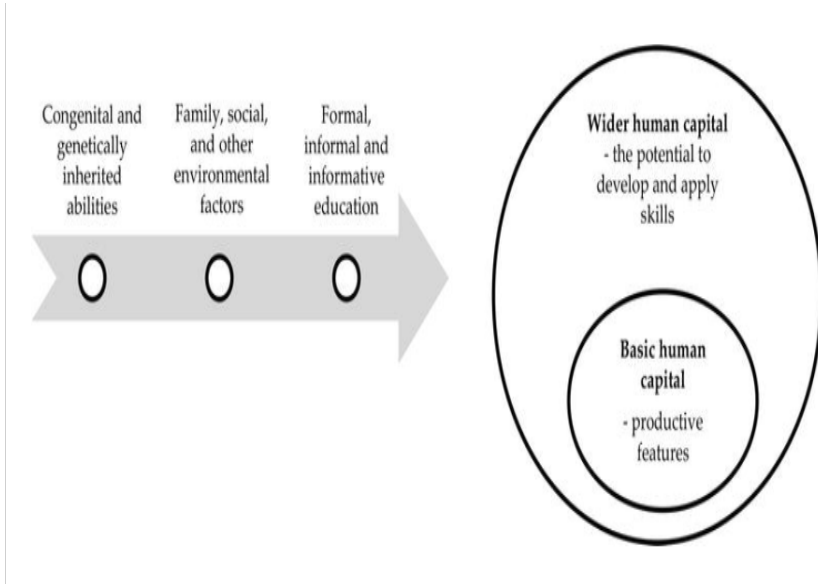 Congenital and
genetically
inherited
abilities
Family, social,
and other
environmental
factors
Formal,
informal and
informative
education
Wider human capital
- the potential to
develop and apply
skills
Basic human
capital
- productive
features